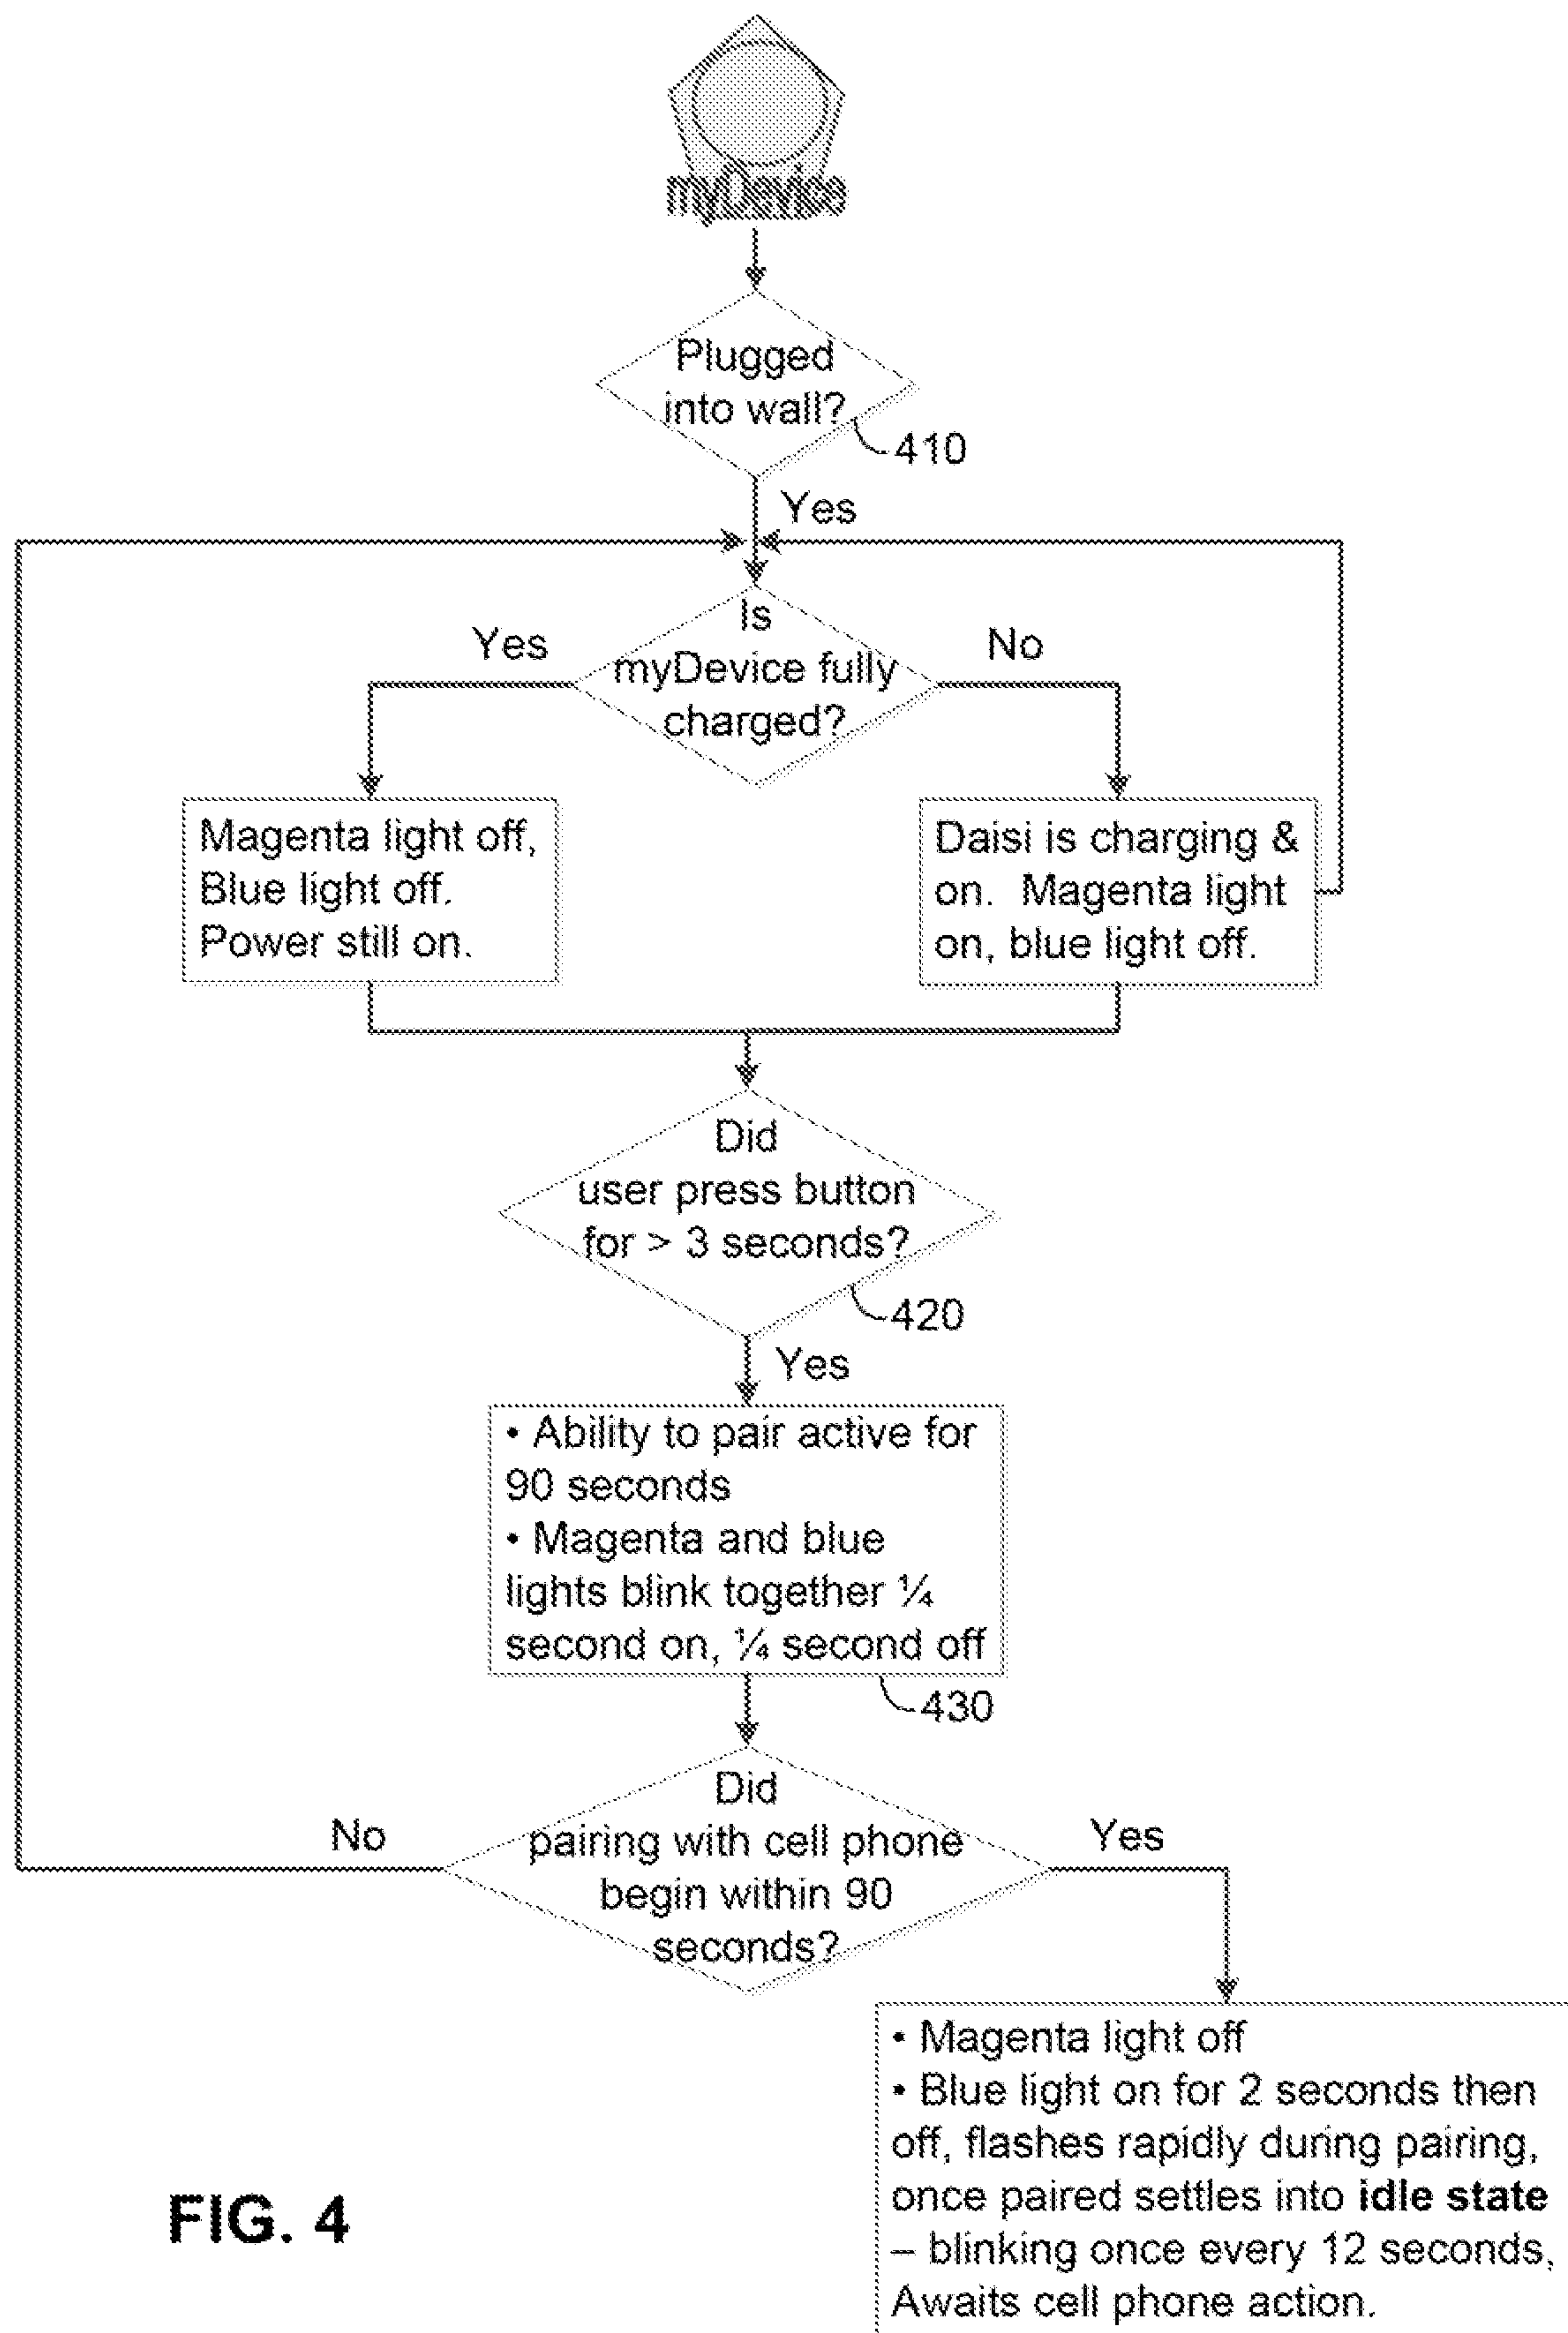 myDevice
Plugged
into wall?
410
Yes
Is
myDevice fully
charged?
Yes
No
Magenta light off,
Blue light off.
Power still on.
Daisi is charging &
on. Magenta light
on, blue light off.
Did
user press button
for > 3 seconds?
420
Yes
• Ability to pair active for
90 seconds
• Magenta and blue
lights blink together ¼
second on, ¼ second off
430
Did
pairing with cell phone
begin within 90
seconds?
No
Yes
• Magenta light off
• Blue light on for 2 seconds then
off, flashes rapidly during pairing,
once paired settles into idle state
– blinking once every 12 seconds,
Awaits cell phone action.
FIG. 4